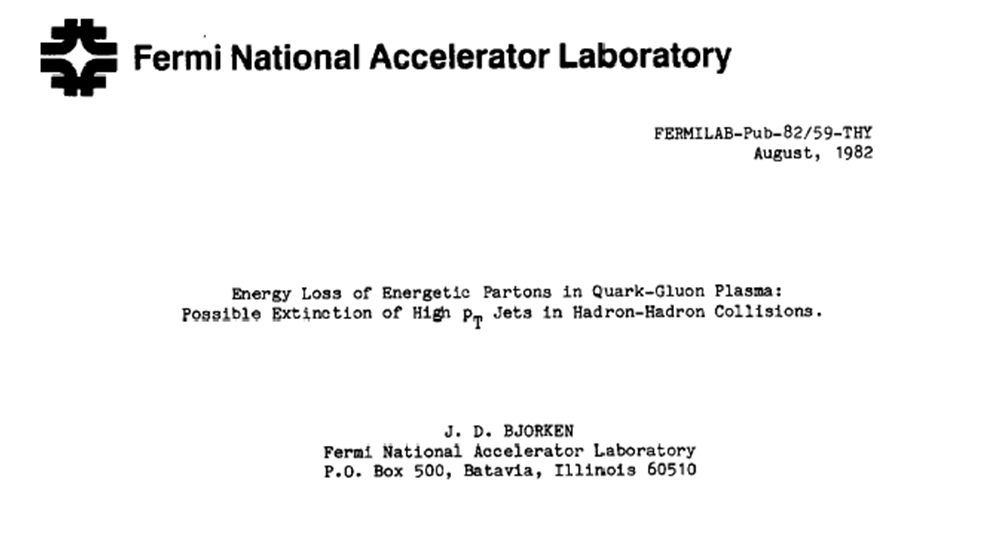 Fermi National Accelerator Laboratory
FERMILAB-Pub-82/59-THY
August, 1982
Energy Loss of Energetic Partons in Quark-Gluon Plasma:
Possible Extinction of High pT Jets in Hadron-Hadron Collisions.
J. D. BJORKEN
Fermi National Accelerator Laboratory
P.O. Box 500, Batavia, Illinois 60510